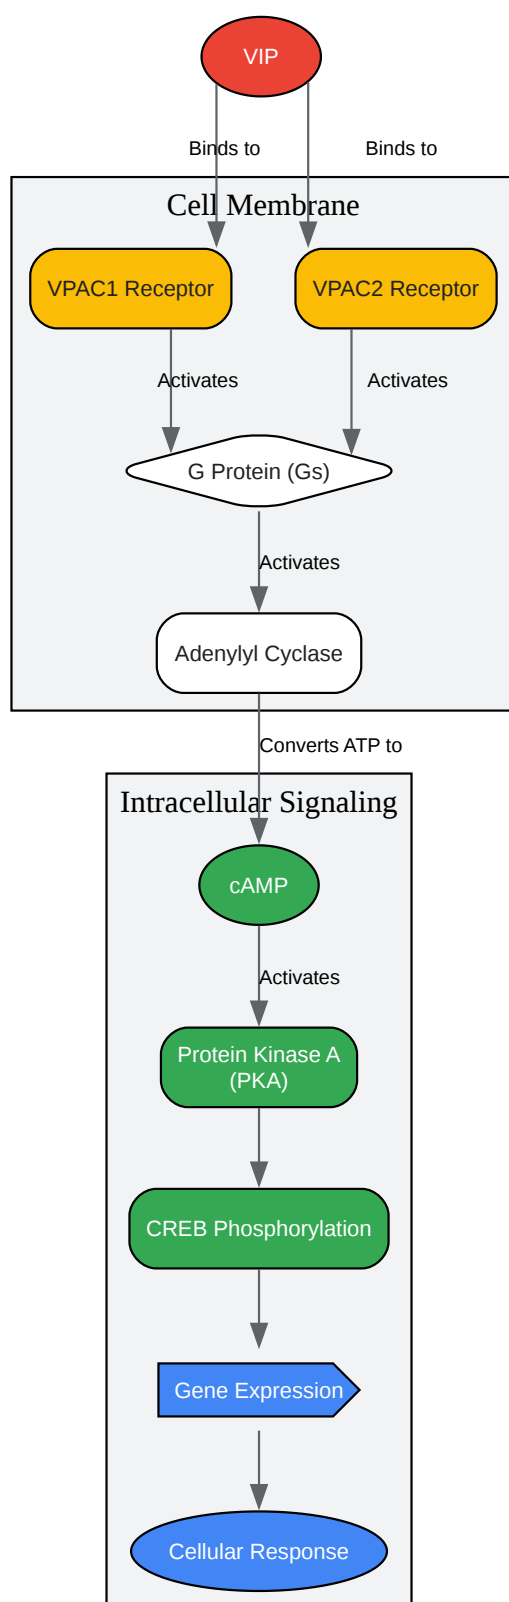 VIP
Binds to
Binds to
Cell Membrane
VPAC1 Receptor
VPAC2 Receptor
Activates
Activates
G Protein (Gs)
Activates
Adenylyl Cyclase
Converts ATP to
Intracellular Signaling
cAMP
Activates
Protein Kinase A
(PKA)
CREB Phosphorylation
Gene Expression
Cellular Response